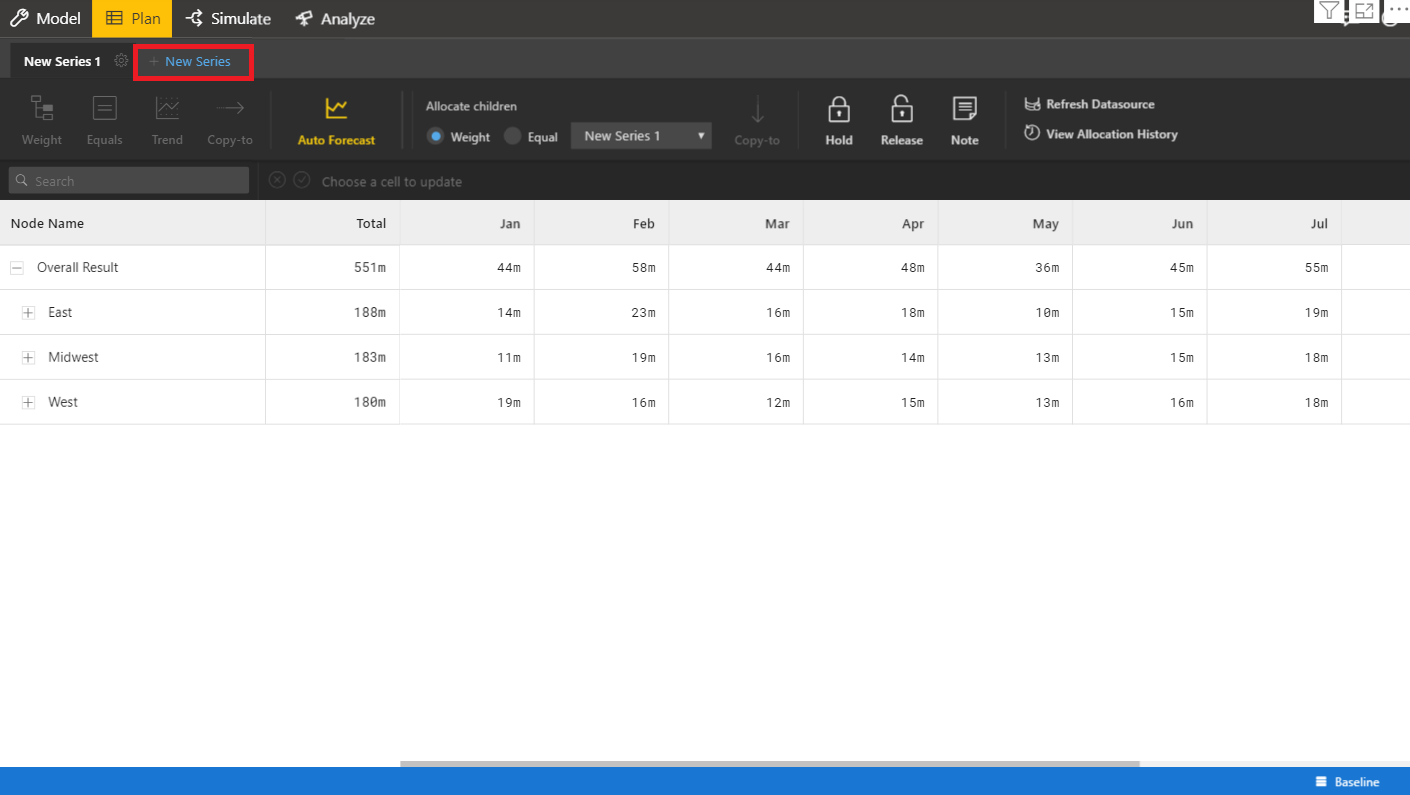 Model Plan Simulate Analyze
New Series 1 + New Series
Weight Equals Trend Copy-to Auto Forecast
Allocate children
Weight Equal New Series 1
Copy-to Hold Release Note
Refresh Datasource
View Allocation History
Search Choose a cell to update
Node Name Total Jan Feb Mar Apr May Jun Jul
Overall Result 551m 44m 58m 44m 48m 36m 45m 55m
East 188m 14m 23m 16m 18m 10m 15m 19m
Midwest 183m 11m 19m 16m 14m 13m 15m 18m
West 180m 19m 16m 12m 15m 13m 16m 18m
Baseline